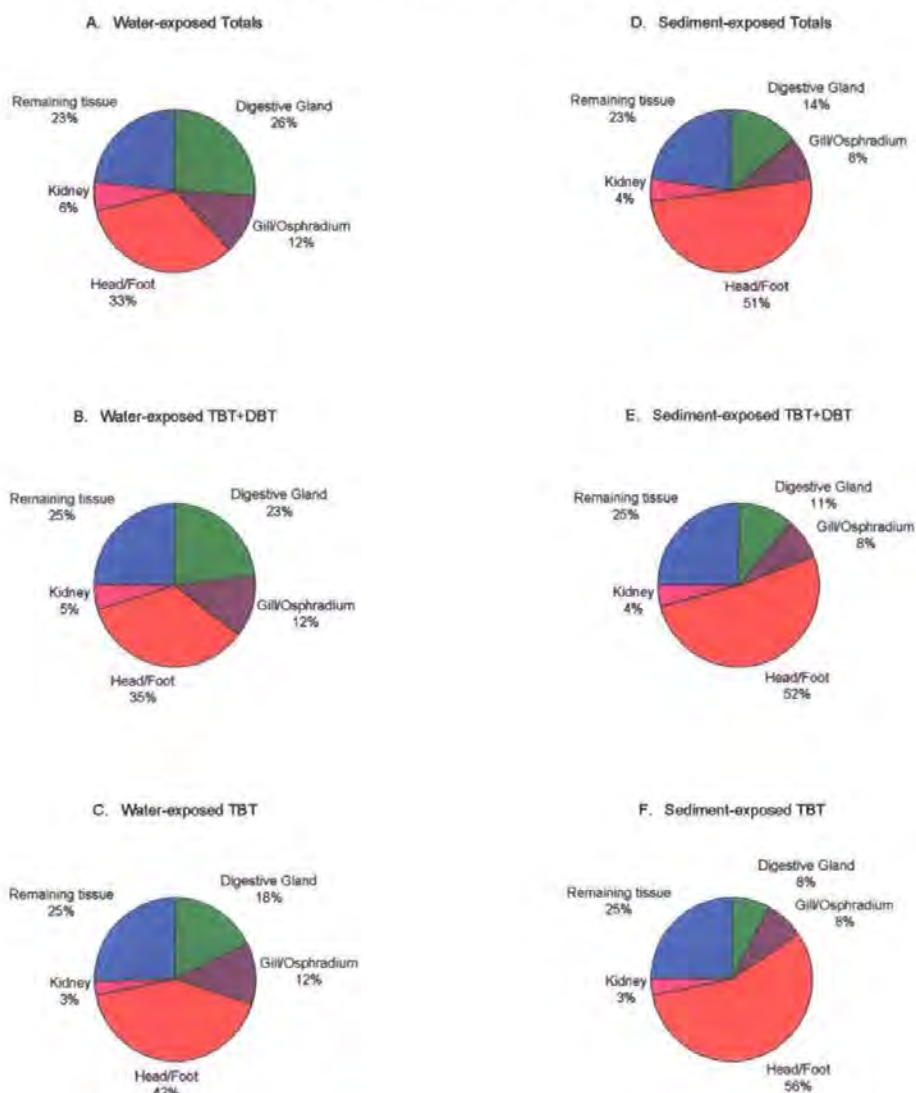 A. Water-exposed Totals
Remaining tissue
23%
Digestive Gland
26%
Kidney
6%
Gill/Osphradium
12%
Head/Foot
33%
D. Sediment-exposed Totals
Remaining tissue
23%
Digestive Gland
14%
Gill/Osphradium
8%
Kidney
4%
Head/Foot
51%
B. Water-exposed TBT+DBT
Remaining tissue
25%
Digestive Gland
23%
Kidney
5%
Gill/Osphradium
12%
Head/Foot
35%
E. Sediment-exposed TBT+DBT
Remaining tissue
25%
Digestive Gland
11%
Gill/Osphradium
8%
Kidney
4%
Head/Foot
52%
C. Water-exposed TBT
Remaining tissue
25%
Digestive Gland
18%
Kidney
3%
Gill/Osphradium
12%
Head/Foot
F. Sediment-exposed TBT
Remaining tissue
25%
Digestive Gland
8%
Gill/Osphradium
8%
Kidney
3%
Head/Foot
56%